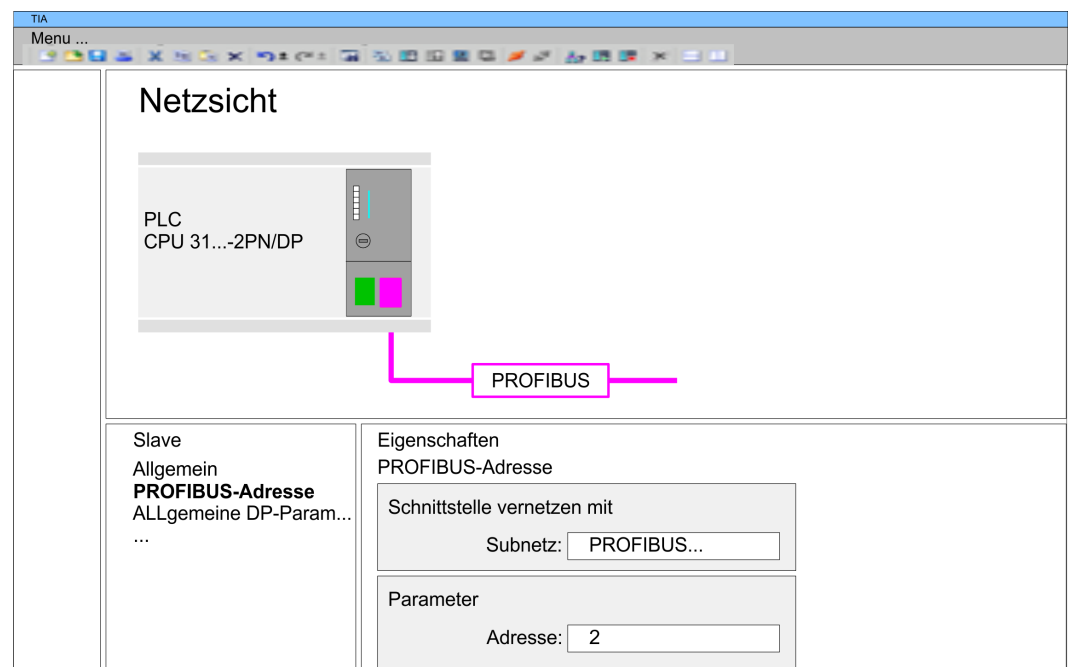 TIA
Menu ...
Netzsicht
PLC
CPU 31...-2PN/DP
PROFIBUS
Slave
Allgemein
PROFIBUS-Adresse
ALLgemeine DP-Param...
...
Eigenschaften
PROFIBUS-Adresse
Schnittstelle vernetzen mit
Subnetz: PROFIBUS...
Parameter
Adresse: 2